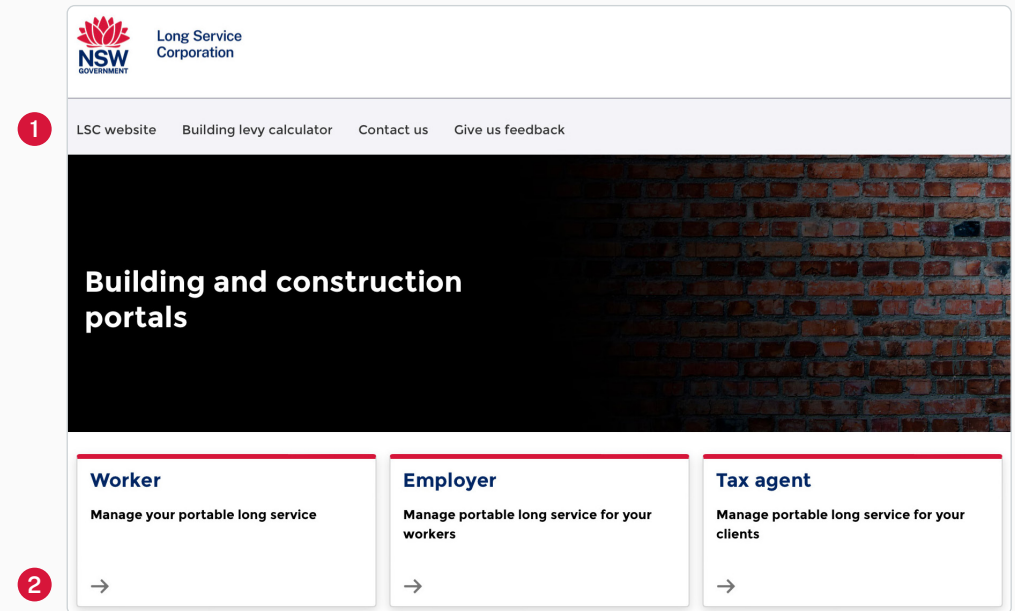 NSW
GOVERNMENT
Long Service
Corporation
1
LSC website Building levy calculator Contact us Give us feedback
Building and construction
portals
Worker
Manage your portable long service
Employer
Manage portable long service for your
workers
Tax agent
Manage portable long service for your
clients
2